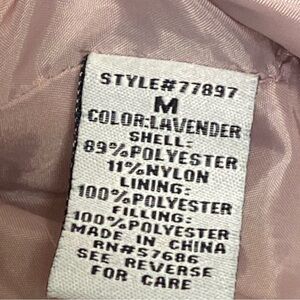 STYLE#77897
M
COLOR:LAVENDER
SHELL:
89%POLYESTER
11%NYLON
LINING:
100%POLYESTER
FILLING:
100%POLYESTER
MADE IN CHINA
RN#57686
SEE REVERSE
FOR CARE